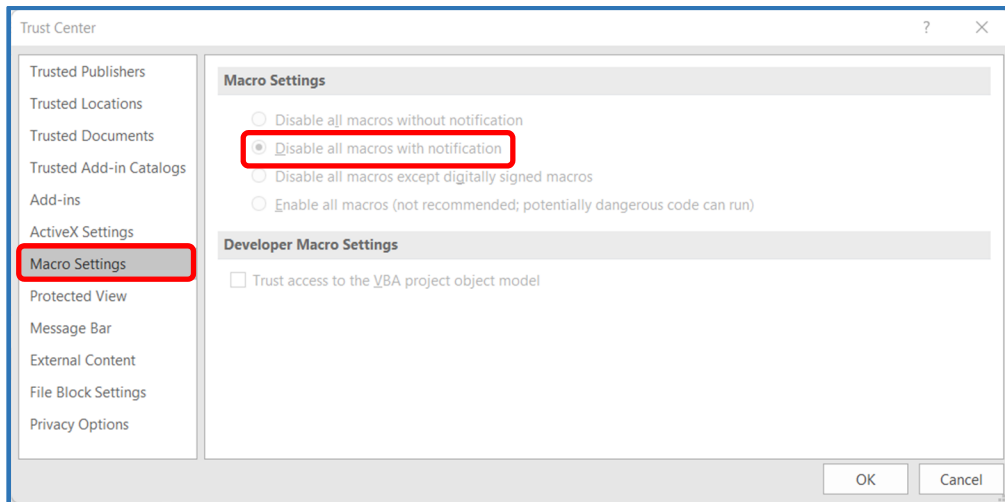 Trust Center
?
Trusted Publishers
Trusted Locations
Trusted Documents
Trusted Add-in Catalogs
Add-ins
ActiveX Settings
Macro Settings
Protected View
Message Bar
External Content
File Block Settings
Privacy Options
Macro Settings
Disable all macros without notification
Disable all macros with notification
Disable all macros except digitally signed macros
Enable all macros (not recommended; potentially dangerous code can run)
Developer Macro Settings
Trust access to the VBA project object model
OK
Cancel